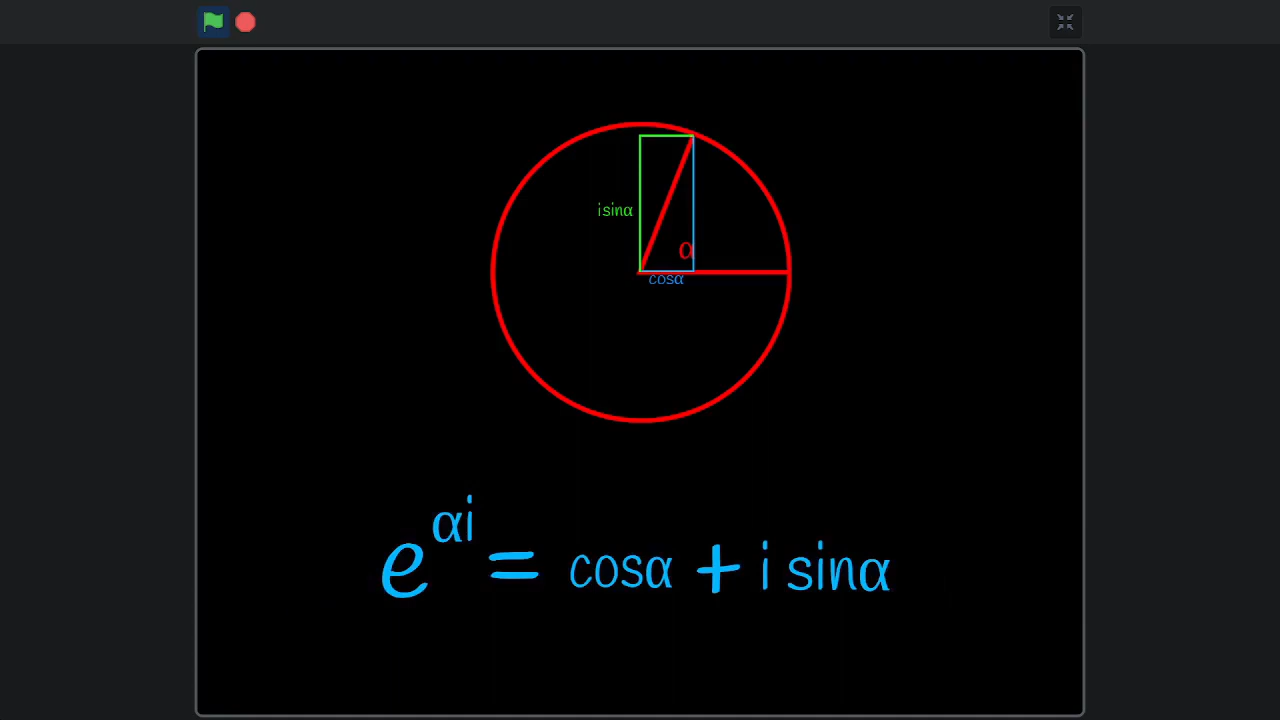 isinα
α
cosα
e^αi = cosα + i sinα